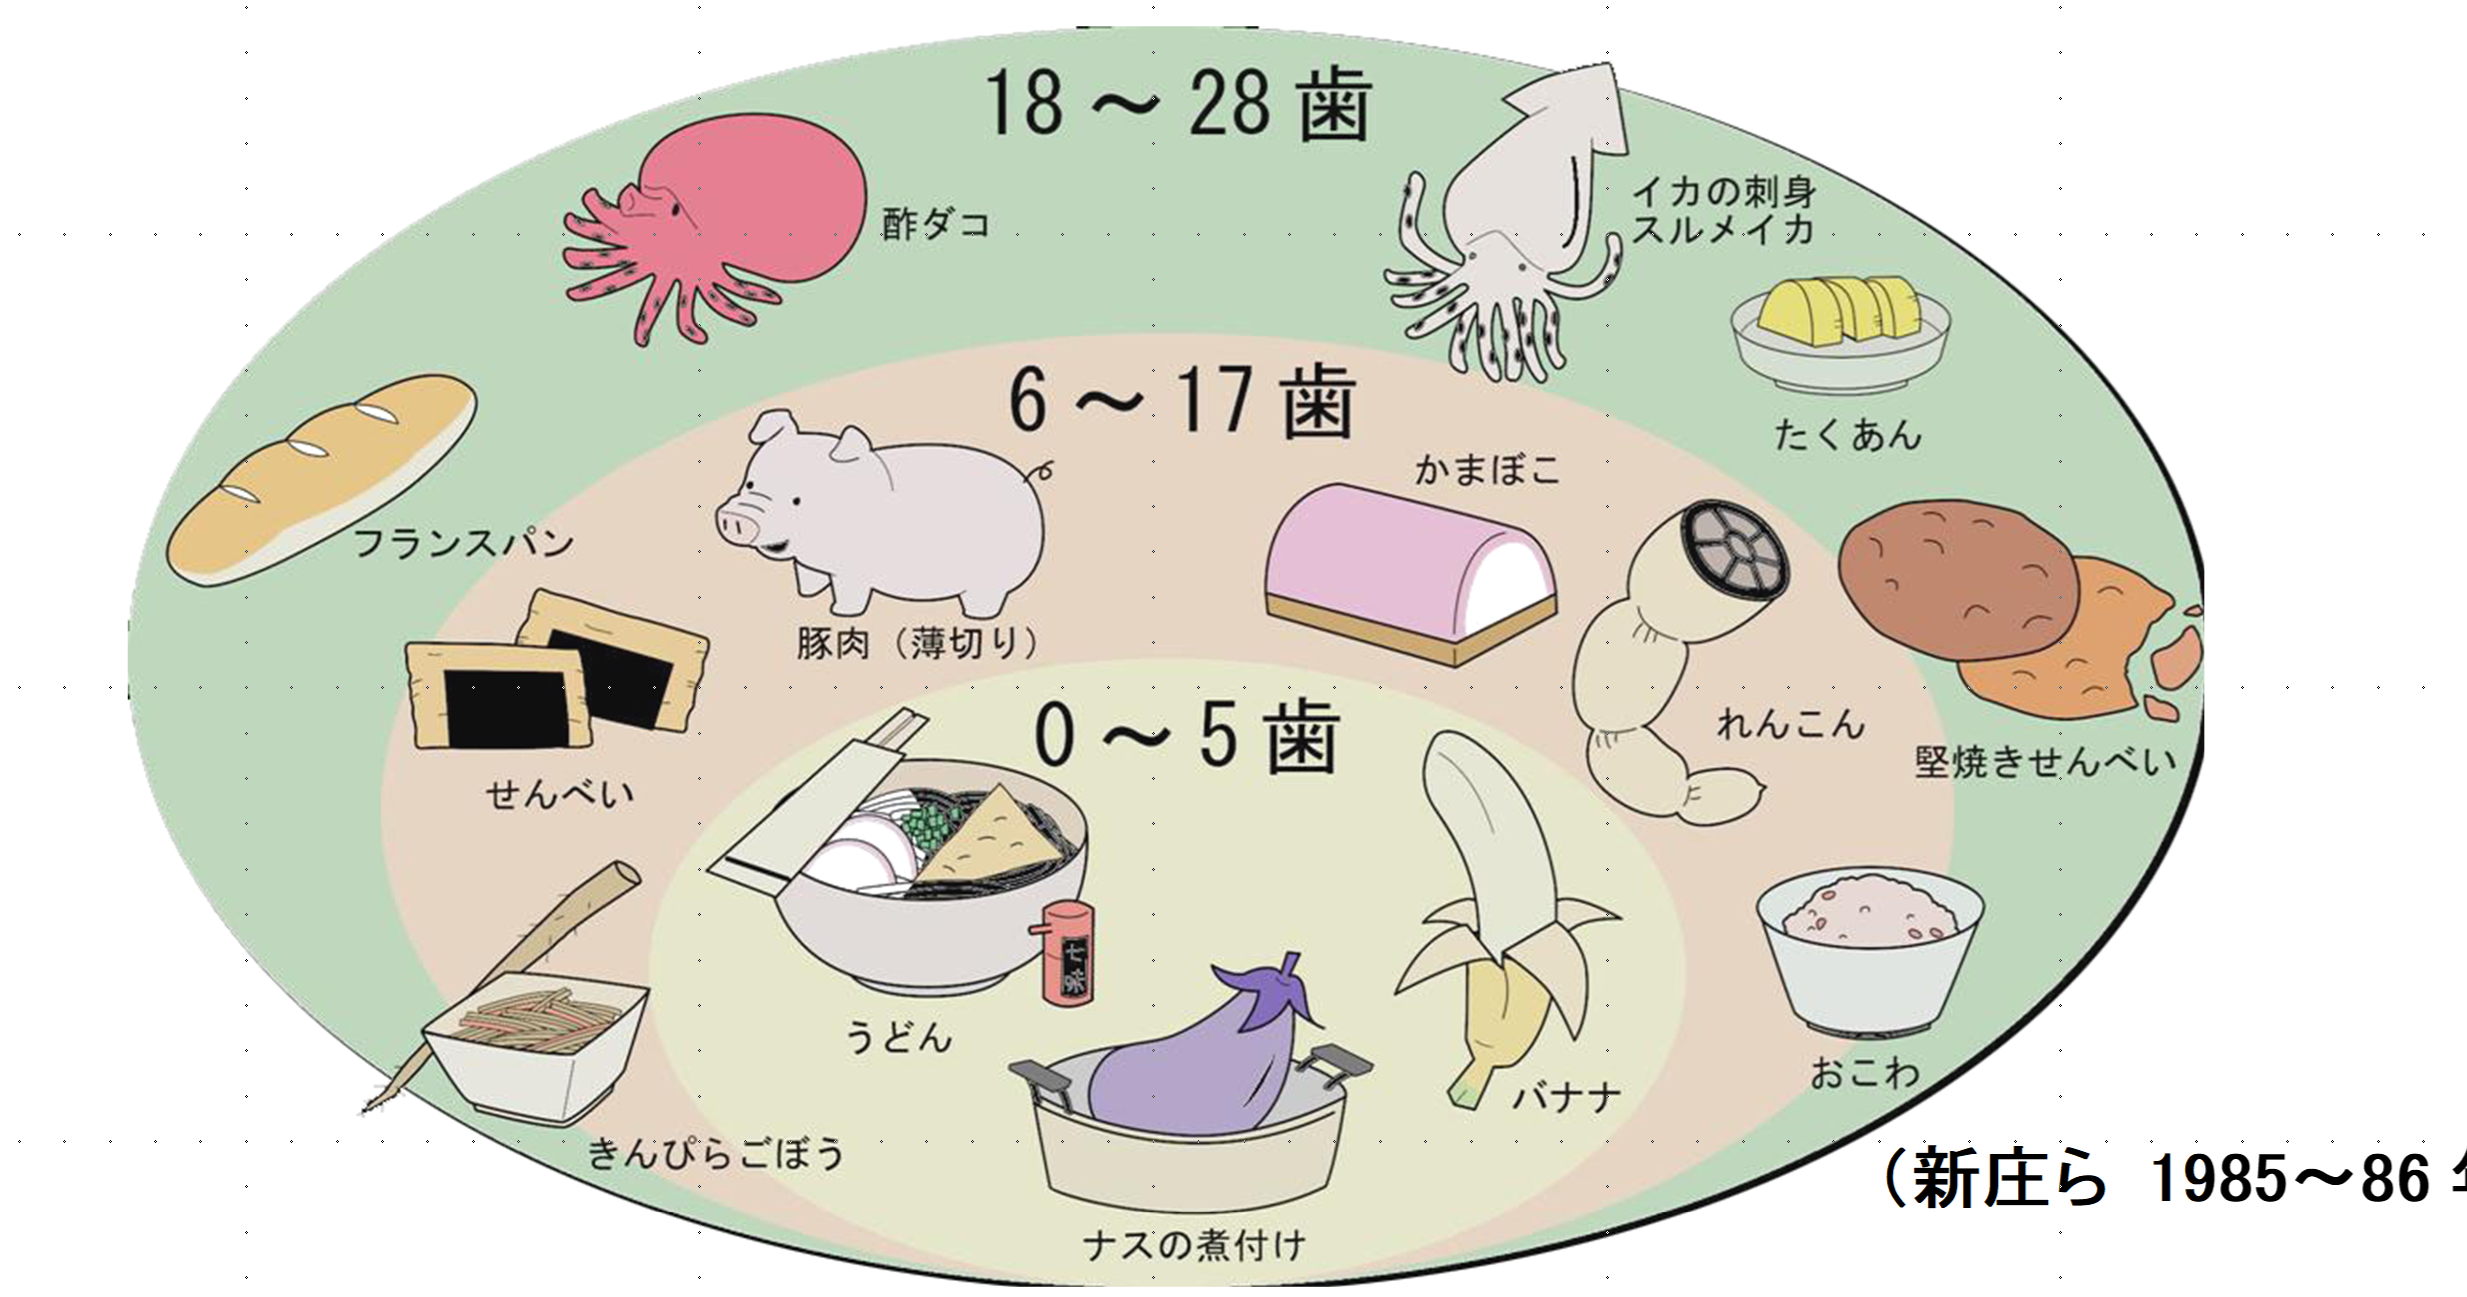 18～28歯
酢ダコ
イカの刺身
スルメイカ
たくあん
フランスパン
堅焼きせんべい
6～17歯
かまぼこ
豚肉（薄切り）
れんこん
せんべい
きんぴらごぼう
おこわ
0～5歯
うどん
七味
バナナ
ナスの煮付け
（新庄ら 1985～86